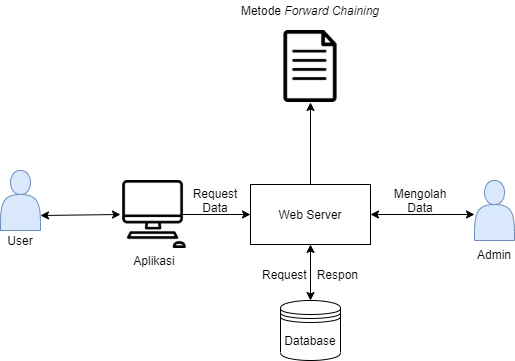 Metode Forward Chaining
Request
Data
Mengolah
Data
Web Server
User
Aplikasi
Admin
Request Respon
Database